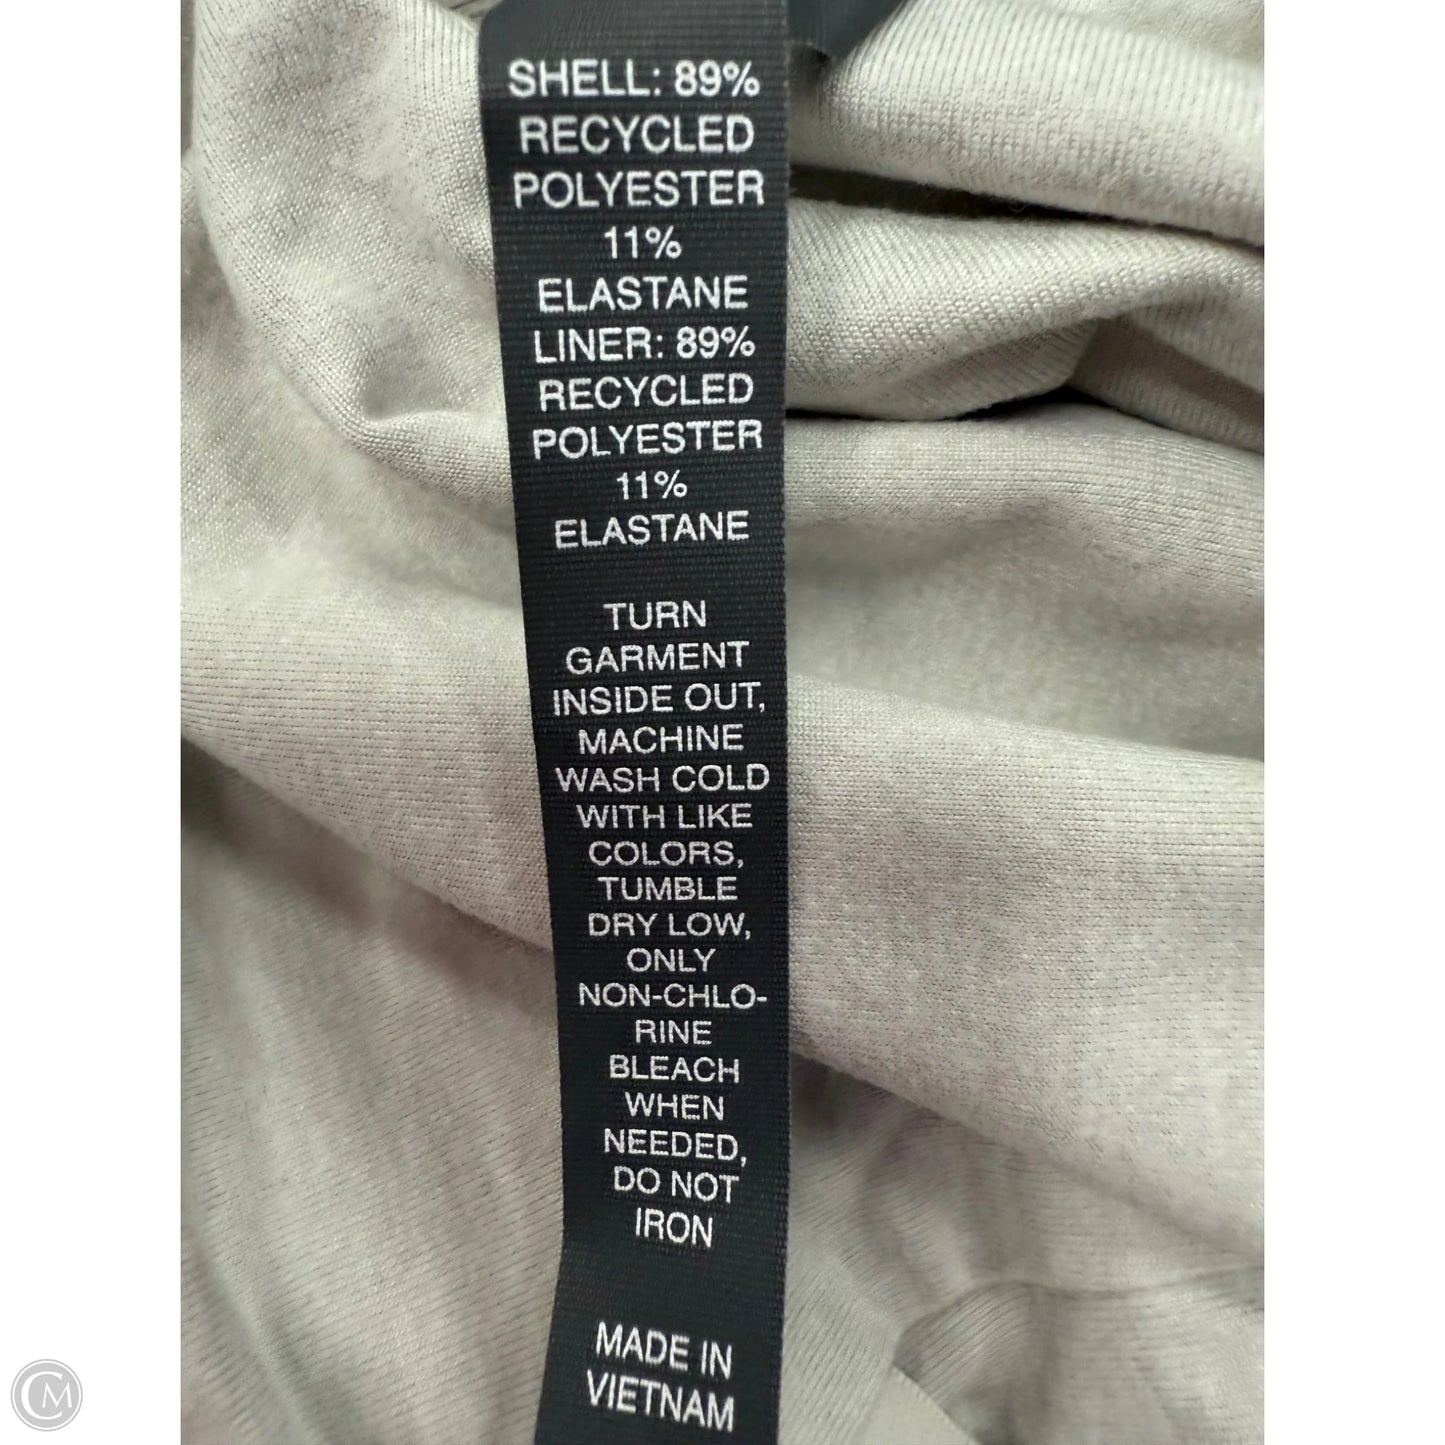 SHELL: 89%
RECYCLED
POLYESTER
11%
ELASTANE
LINER: 89%
RECYCLED
POLYESTER
11%
ELASTANE
TURN
GARMENT
INSIDE OUT,
MACHINE
WASH COLD
WITH LIKE
COLORS,
TUMBLE
DRY LOW,
ONLY
NON-CHLO-
RINE
BLEACH
WHEN
NEEDED,
DO NOT
IRON
MADE IN
VIETNAM
CM